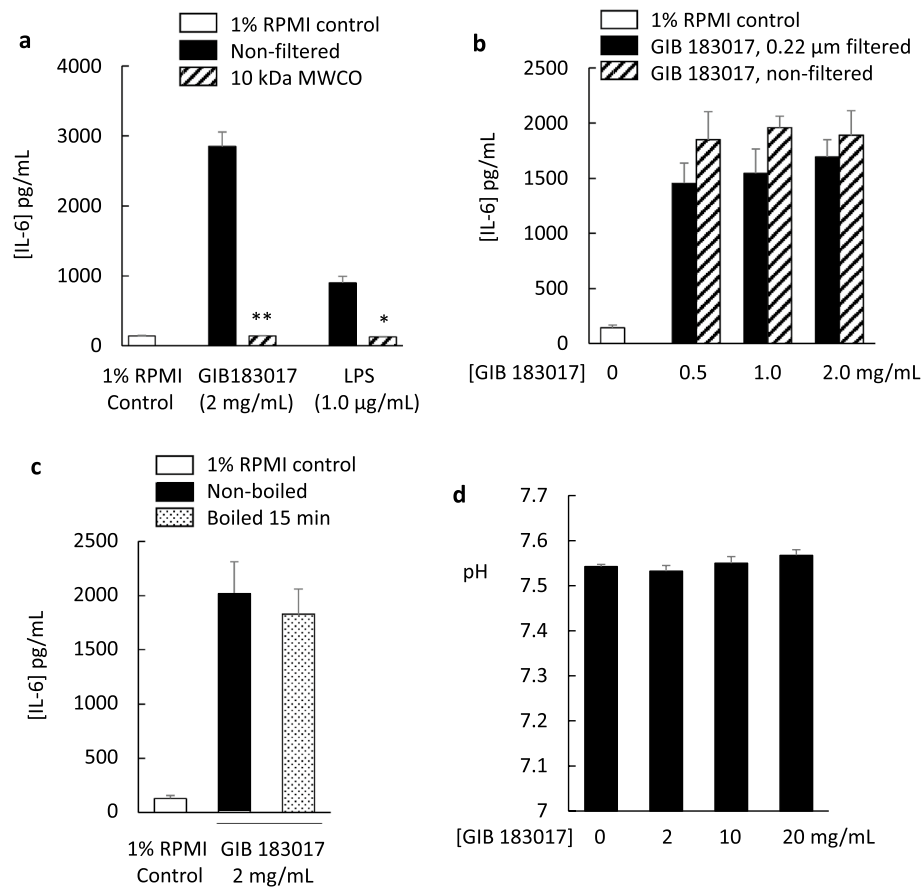 a
1% RPMI control
Non-filtered
10 kDa MWCO
4000
3000
2000
1000
0
[IL-6] pg/mL
**
*
1% RPMI
Control
GIB183017
(2 mg/mL)
LPS
(1.0 µg/mL)
b
1% RPMI control
GIB 183017, 0.22 µm filtered
GIB 183017, non-filtered
2500
2000
1500
1000
500
0
[IL-6] pg/mL
[GIB 183017] 0 0.5 1.0 2.0 mg/mL
c
1% RPMI control
Non-boiled
Boiled 15 min
2500
2000
1500
1000
500
0
[IL-6] pg/mL
1% RPMI
Control
GIB 183017
2 mg/mL
d
pH
7.7
7.6
7.5
7.4
7.3
7.2
7.1
7
[GIB 183017] 0 2 10 20 mg/mL